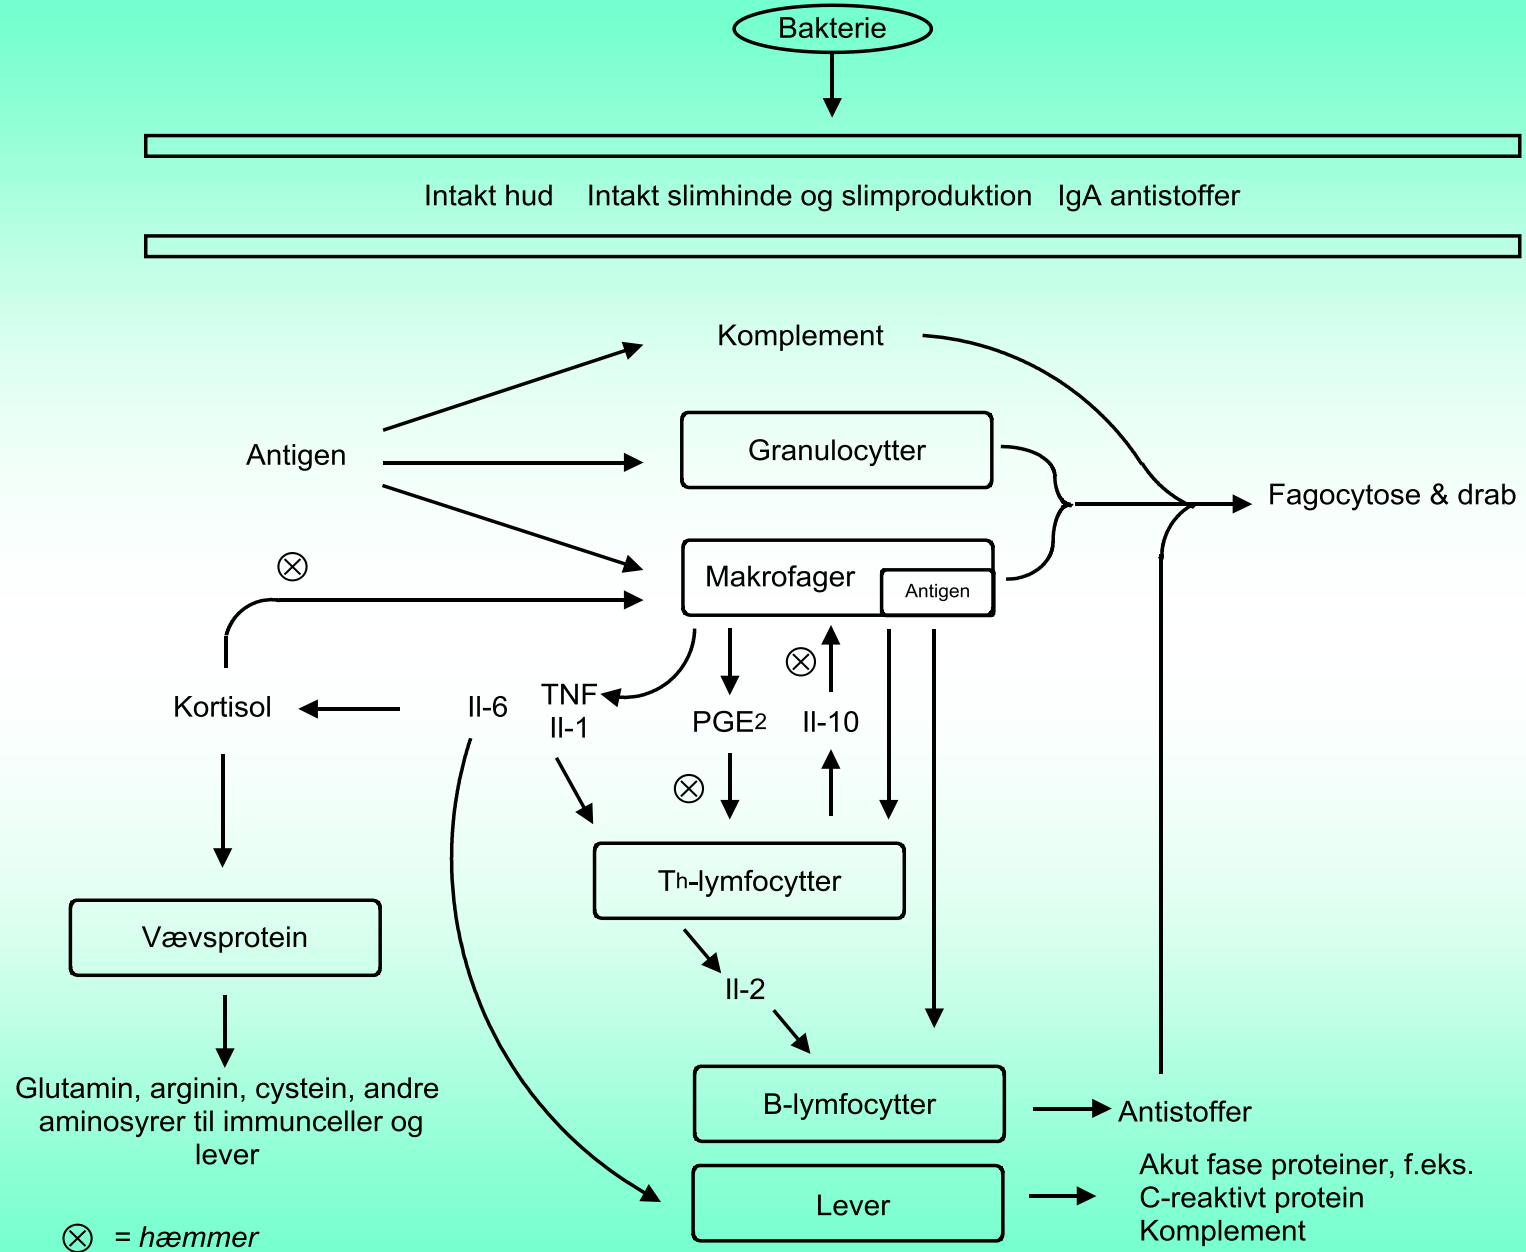 Bakterie
Intakt hud Intakt slimhinde og slimproduktion IgA antistoffer
Komplement
Antigen
Granulocytter
Fagocytose & drab
Makrofager
Antigen
Kortisol
Il-6
TNF
Il-1
PGE2
Il-10
Th-lymfocytter
Vævsprotein
Il-2
Glutamin, arginin, cystein, andre
aminosyrer til immunceller og
lever
B-lymfocytter
Antistoffer
Lever
Akut fase proteiner, f.eks.
C-reaktivt protein
Komplement
= hæmmer